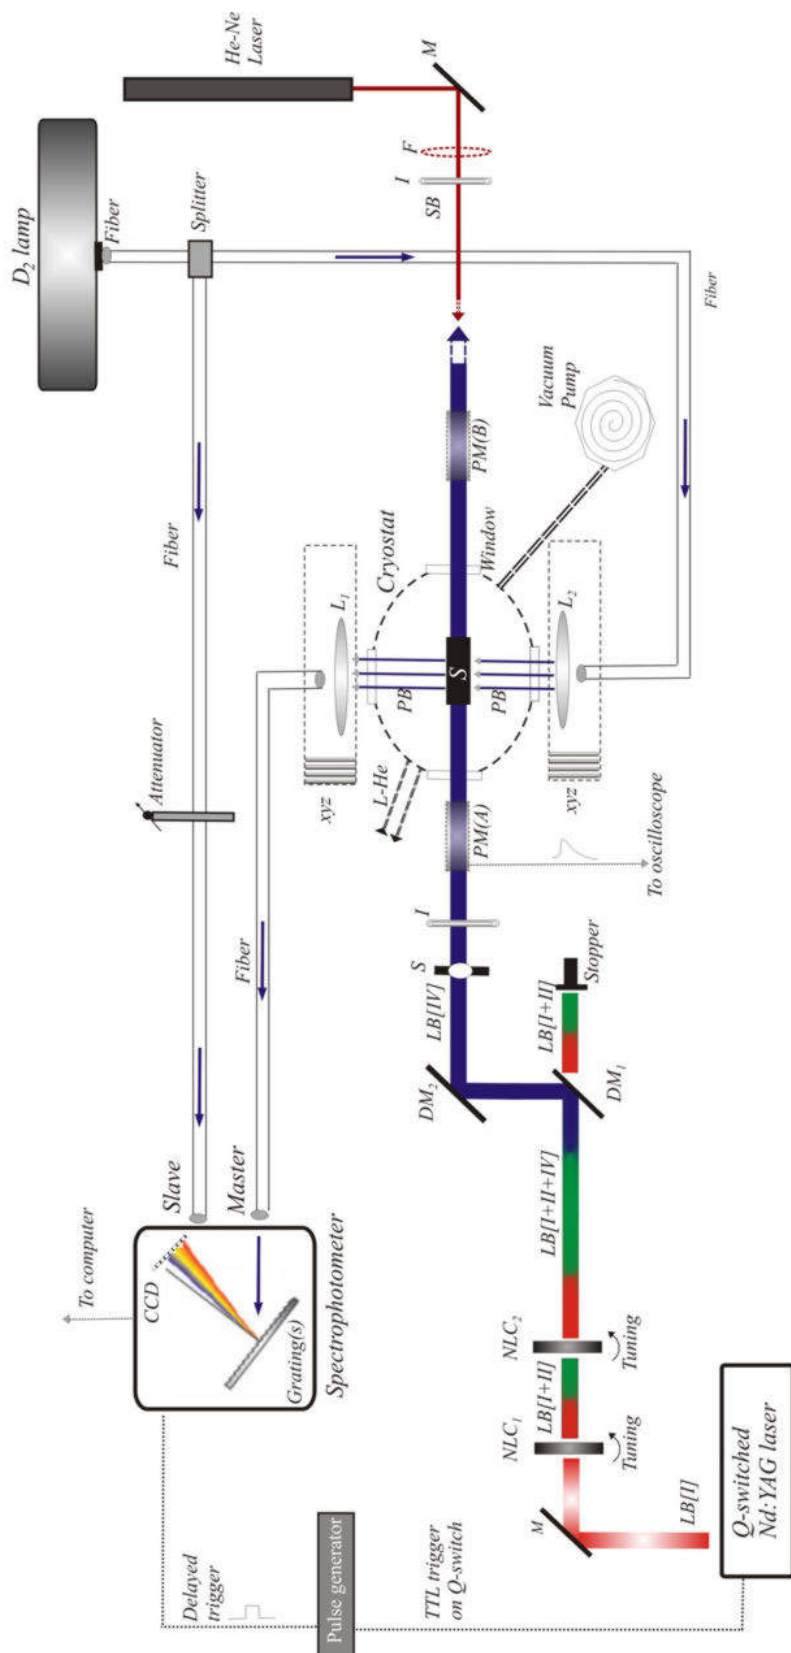 He-Ne
Laser
M
D₂ lamp
Fiber
Splitter
F
I
SB
Fiber
Vacuum
Pump
PM(B)
Window
Fiber
Cryostat
L₁
L₂
S
PB
PB
xyz
xyz
L-He
Attenuator
PM(A)
To oscilloscope
I
S
Fiber
LB[IV]
LB[I+II]
Stopper
DM₂
DM₁
Slave
Master
LB[I+II+IV]
To computer
CCD
Grating(s)
Spectrophotometer
NLC₂
Tuning
LB[I+II]
NLC₁
Tuning
M
LB[I]
Q-switched
Nd:YAG laser
Delayed
trigger
Pulse generator
TTL trigger
on Q-switch